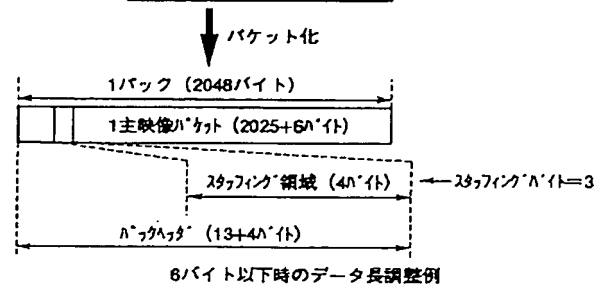 パケット化
1パック (2048バイト)
1主映像パケット (2025+6バイト)
スタッフィング領域 (4バイト)
スタッフィングバイト=3
パックヘッダ (13+4バイト)
6バイト以下時のデータ長調整例